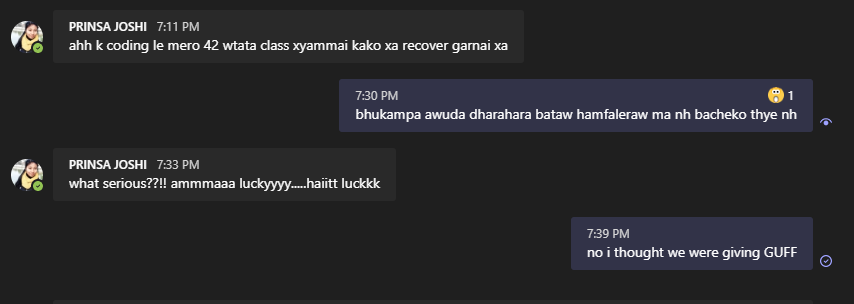 PRINSA JOSHI 7:11 PM
ahh k coding le mero 42 wtata class xyammai kako xa recover garnai xa
7:30 PM 1
bhukampa awuda dharahara bataw hamfaleraw ma nh bacheko thye nh
PRINSA JOSHI 7:33 PM
what serious??!! ammmaaa luckyyyy.....haiitt luckkk
7:39 PM
no i thought we were giving GUFF